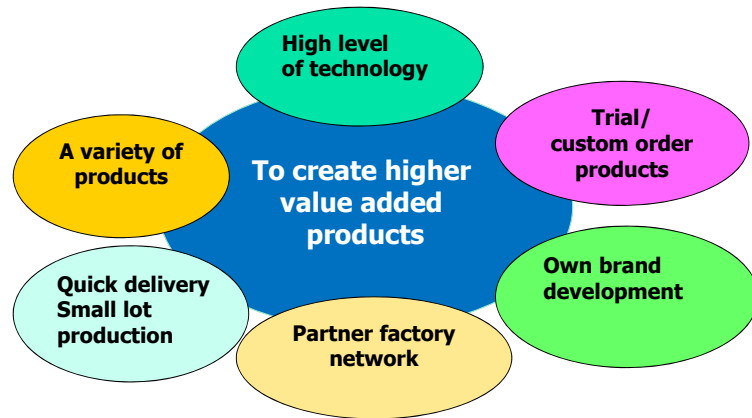 High level
of technology
Trial/
custom order
products
A variety of
products
To create higher
value added
products
Own brand
development
Quick delivery
Small lot
production
Partner factory
network